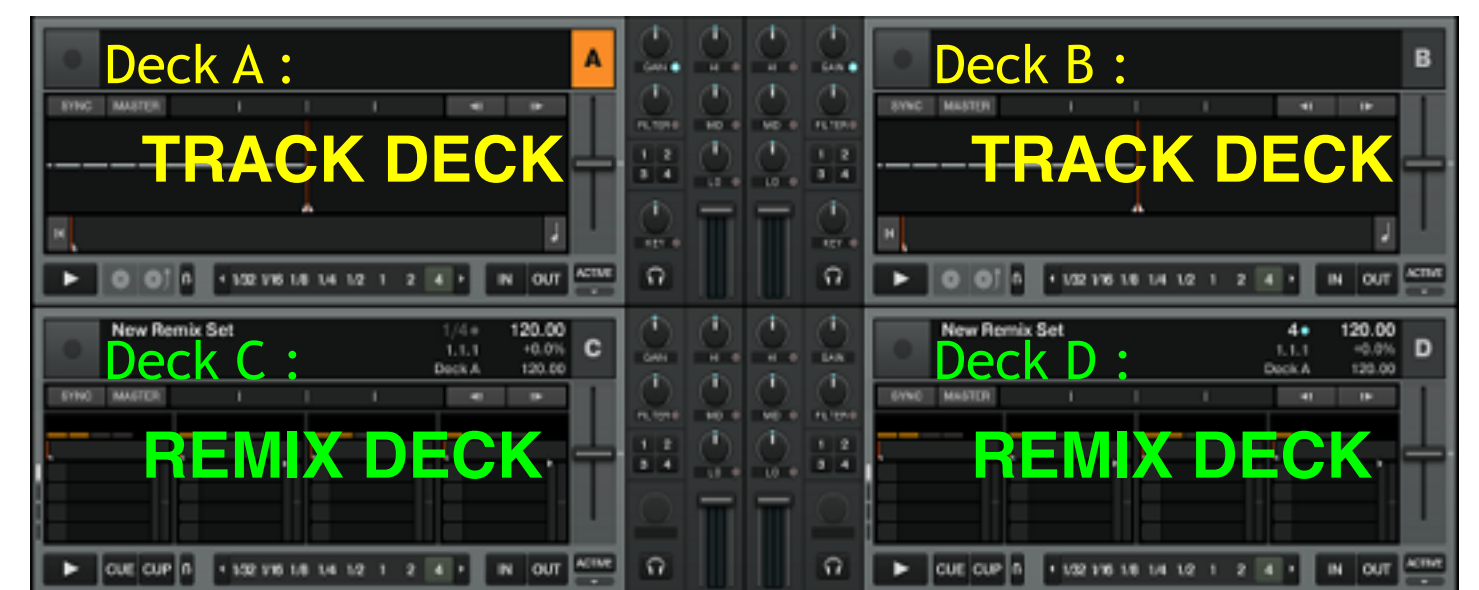 Deck A :
A
SYNC MASTER
TRACK DECK
1/32 1/16 1/8 1/4 1/2 1 2 4
IN OUT
ACTIVE
GAIN HI HI GAIN
FILTER MID MID FILTER
1 2
3 4
LO LO
1 2
3 4
KEY KEY
Deck B :
B
SYNC MASTER
TRACK DECK
1/32 1/16 1/8 1/4 1/2 1 2 4
IN OUT
ACTIVE
New Remix Set
1/4 120.00
1.1.1 +0.0%
Deck A 120.00
Deck C :
C
SYNC MASTER
REMIX DECK
CUE CUP
1/32 1/16 1/8 1/4 1/2 1 2 4
IN OUT
ACTIVE
GAIN HI HI GAIN
FILTER MID MID FILTER
1 2
3 4
LO LO
1 2
3 4
New Remix Set
4 120.00
1.1.1 +0.0%
Deck A 120.00
Deck D :
D
SYNC MASTER
REMIX DECK
CUE CUP
1/32 1/16 1/8 1/4 1/2 1 2 4
IN OUT
ACTIVE